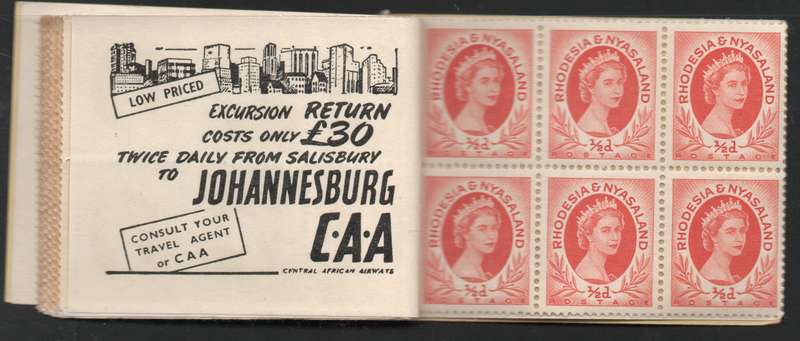 LOW PRICED
EXCURSION RETURN
COSTS ONLY £30
TWICE DAILY FROM SALISBURY
TO JOHANNESBURG
CONSULT YOUR
TRAVEL AGENT
or CAA
C·A·A
CENTRAL AFRICAN AIRWAYS
RHODESIA & NYASALAND
½d
POSTAGE
RHODESIA & NYASALAND
½d
POSTAGE
RHODESIA & NYASALAND
½d
POSTAGE
RHODESIA & NYASALAND
½d
POSTAGE
RHODESIA & NYASALAND
½d
POSTAGE
RHODESIA & NYASALAND
½d
POSTAGE